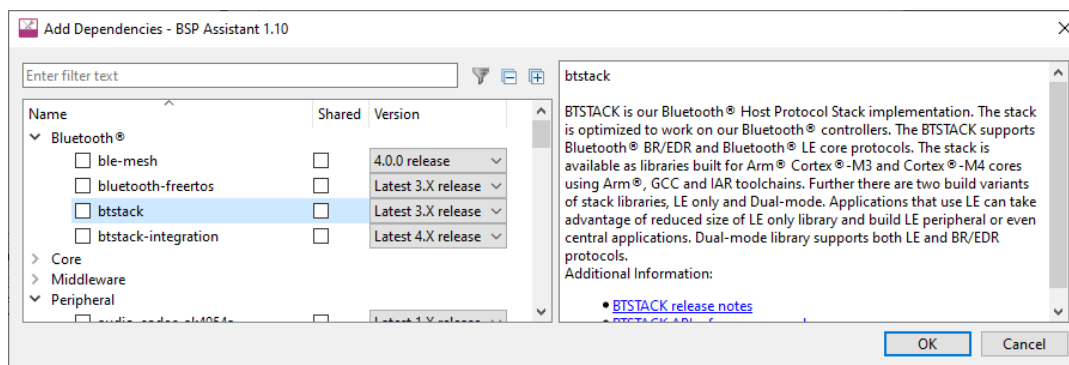 Add Dependencies - BSP Assistant 1.10
Enter filter text
Name Shared Version
Bluetooth®
ble-mesh 4.0.0 release
bluetooth-freertos Latest 3.X release
btstack Latest 3.X release
btstack-integration Latest 4.X release
Core
Middleware
Peripheral
btstack
BTSTACK is our Bluetooth® Host Protocol Stack implementation. The stack
is optimized to work on our Bluetooth® controllers. The BTSTACK supports
Bluetooth® BR/EDR and Bluetooth® LE core protocols. The stack is
available as libraries built for Arm® Cortex®-M3 and Cortex®-M4 cores
using Arm®, GCC and IAR toolchains. Further there are two build variants
of stack libraries, LE only and Dual-mode. Applications that use LE can take
advantage of reduced size of LE only library and build LE peripheral or even
central applications. Dual-mode library supports both LE and BR/EDR
protocols.
Additional Information:
BTSTACK release notes
OK Cancel